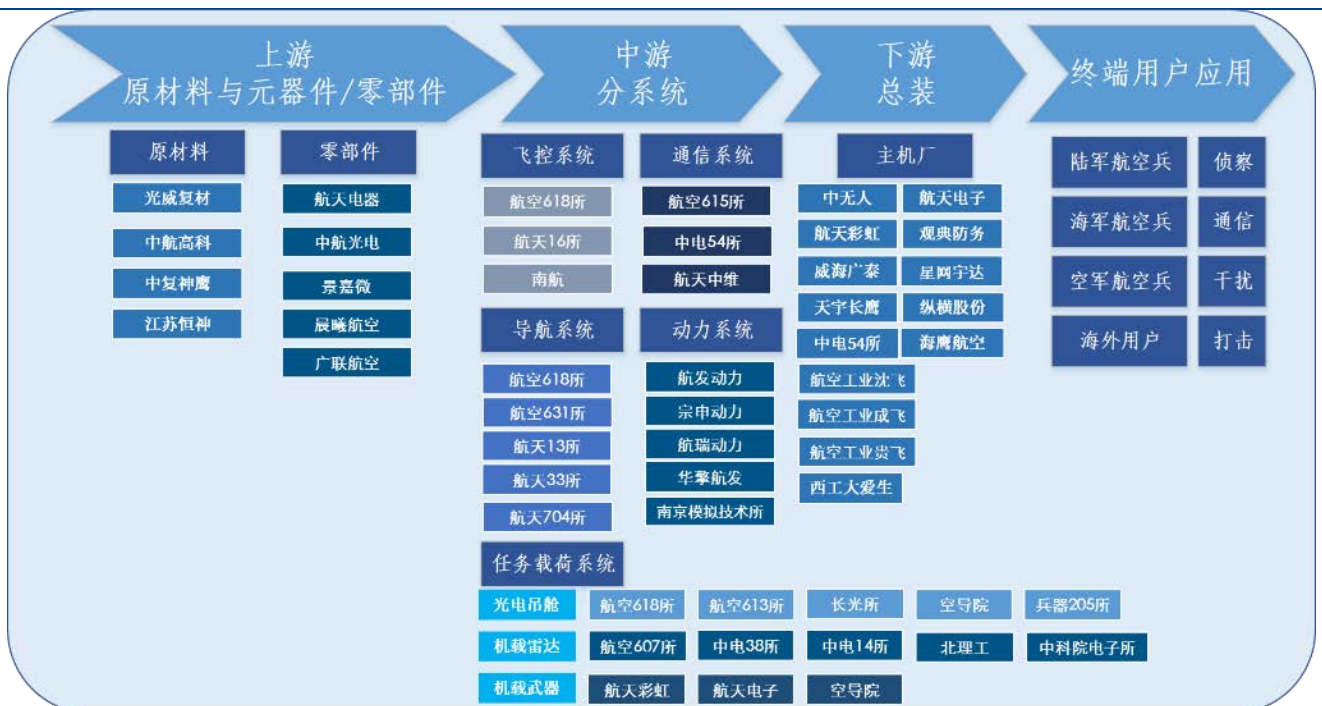 上游
原材料与元器件/零部件
中游
分系统
下游
总装
终端用户应用
原材料
光威复材
中航高科
中复神鹰
江苏恒神
零部件
航天电器
中航光电
景嘉微
晨曦航空
广联航空
飞控系统
航空618所
航天16所
南航
通信系统
航空615所
中电54所
航天中维
导航系统
航空618所
航空631所
航天13所
航天33所
航天704所
动力系统
航发动力
宗申动力
航瑞动力
华擎航发
南京模拟技术所
任务载荷系统
光电吊舱 航空618所 航空613所 长光所 空导院 兵器205所
机载雷达 航空607所 中电38所 中电14所 北理工 中科院电子所
机载武器 航天彩虹 航天电子 空导院
主机厂
中无人 航天电子
航天彩虹 观典防务
威海广泰 星网宇达
天宇长鹰 纵横股份
中电54所 海鹰航空
航空工业沈飞
航空工业成飞
航空工业贵飞
西工大爱生
陆军航空兵 侦察
海军航空兵 通信
空军航空兵 干扰
海外用户 打击